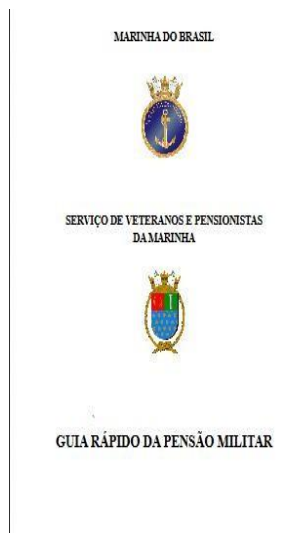 MARINHA DO BRASIL
SERVIÇO DE VETERANOS E PENSIONISTAS
DA MARINHA
GUIA RÁPIDO DA PENSÃO MILITAR